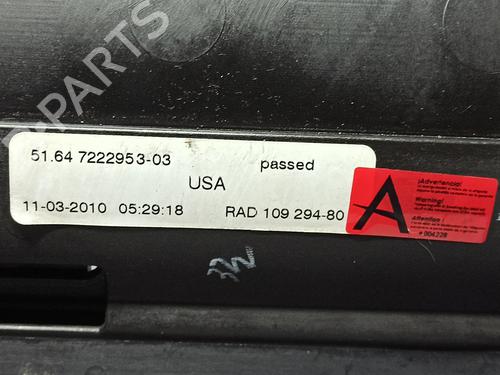 B-PARTS
51.64 7222953-03 passed
USA
11-03-2010 05:29:18 RAD 109 294-80
A
¡Advertencia!
Warning!
Attention
32